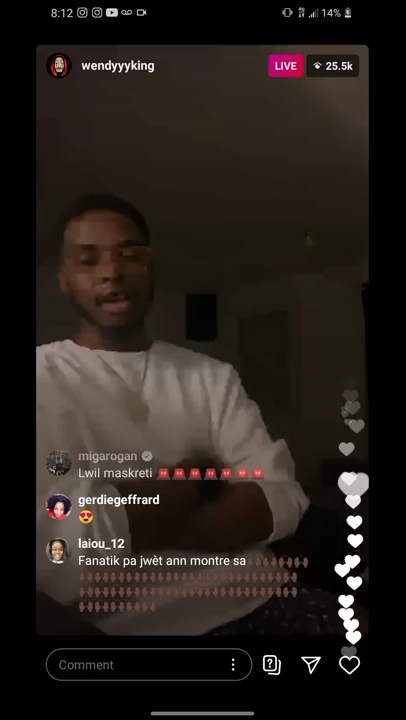 8:12 14%
wendyyyking LIVE 25.5k
migarogan
Lwil maskreti 🚨🚨🚨🚨🚨🚨🚨
gerdiegeffrard
😍
laiou_12
Fanatik pa jwèt ann montre sa
Comment